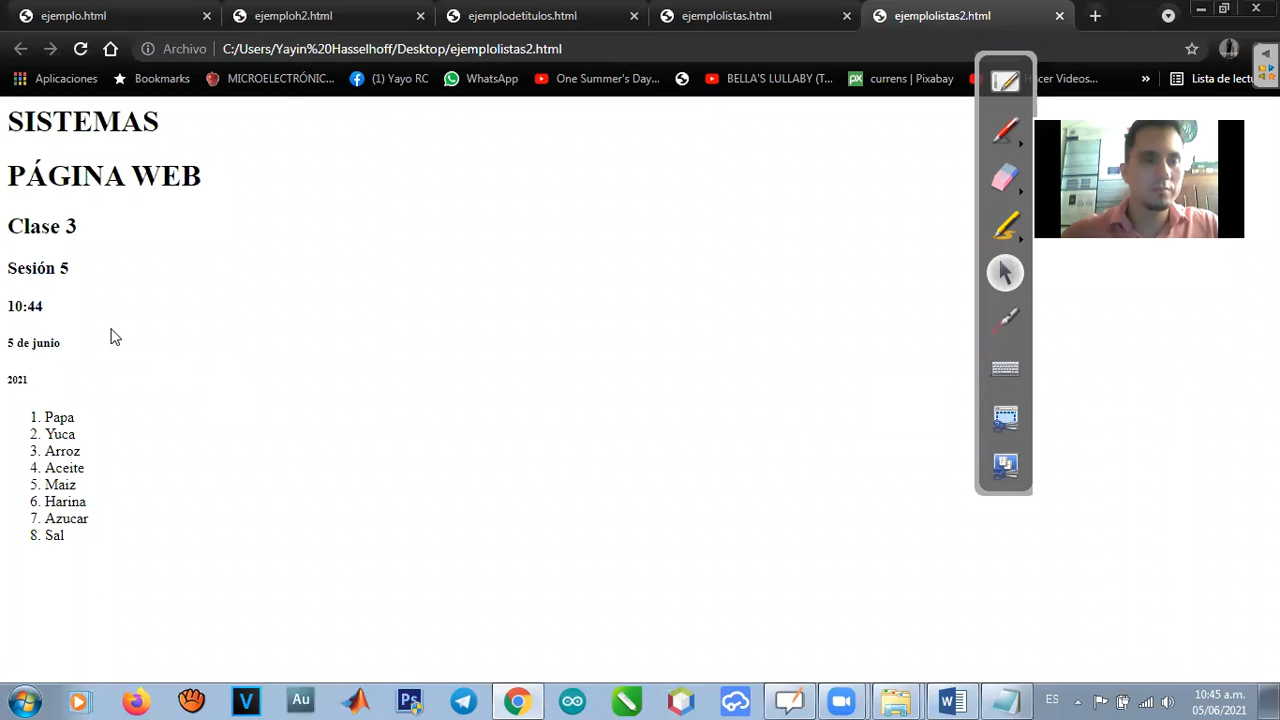 ejemplo.html
ejemploh2.html
ejemplodetitulos.html
ejemplolistas.html
ejemplolistas2.html
Archivo C:/Users/Yayin%20Hasselhoff/Desktop/ejemplolistas2.html
Aplicaciones
Bookmarks
MICROELECTRÓNIC...
(1) Yayo RC
WhatsApp
One Summer's Day...
BELLA'S LULLABY (T...
px
currens | Pixabay
Hacer Videos...
»
Lista de lectu
SISTEMAS
PÁGINA WEB
Clase 3
Sesión 5
10:44
5 de junio
2021
1. Papa
2. Yuca
3. Arroz
4. Aceite
5. Maiz
6. Harina
7. Azucar
8. Sal
V
Au
Ps
W
ES
10:45 a.m.
05/06/2021